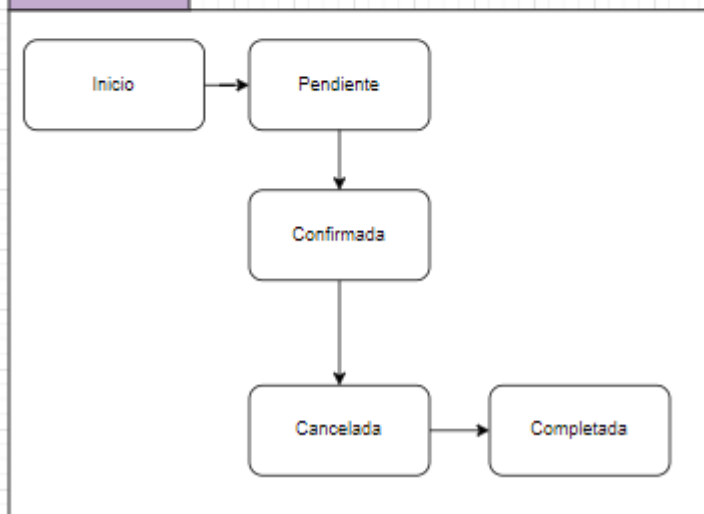 Inicio
Pendiente
Confirmada
Cancelada
Completada